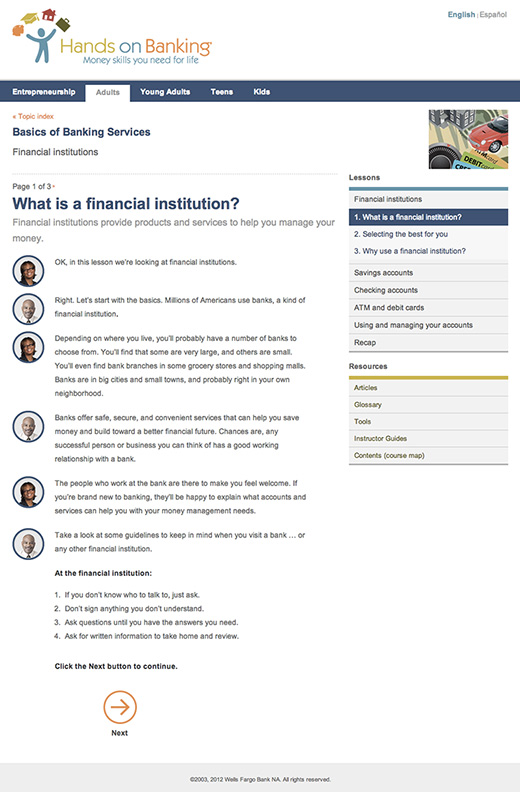 English | Español
Hands on Banking®
Money skills you need for life
Entrepreneurship Adults Young Adults Teens Kids
« Topic index
Basics of Banking Services
Financial institutions
Page 1 of 3
What is a financial institution?
Financial institutions provide products and services to help you manage your
money.
OK, in this lesson we're looking at financial institutions.
Right. Let's start with the basics. Millions of Americans use banks, a kind of
financial institution.
Depending on where you live, you'll probably have a number of banks to
choose from. You'll find that some are very large, and others are small.
You'll even find bank branches in some grocery stores and shopping malls.
Banks are in big cities and small towns, and probably right in your own
neighborhood.
Banks offer safe, secure, and convenient services that can help you save
money and build toward a better financial future. Chances are, any
successful person or business you can think of has a good working
relationship with a bank.
The people who work at the bank are there to make you feel welcome. If
you're brand new to banking, they'll be happy to explain what accounts and
services can help you with your money management needs.
Take a look at some guidelines to keep in mind when you visit a bank … or
any other financial institution.
At the financial institution:
1. If you don't know who to talk to, just ask.
2. Don't sign anything you don't understand.
3. Ask questions until you have the answers you need.
4. Ask for written information to take home and review.
Click the Next button to continue.
Next
DEBIT
Lessons
Financial institutions
1. What is a financial institution?
2. Selecting the best for you
3. Why use a financial institution?
Savings accounts
Checking accounts
ATM and debit cards
Using and managing your accounts
Recap
Resources
Articles
Glossary
Tools
Instructor Guides
Contents (course map)
©2003, 2012 Wells Fargo Bank NA. All rights reserved.